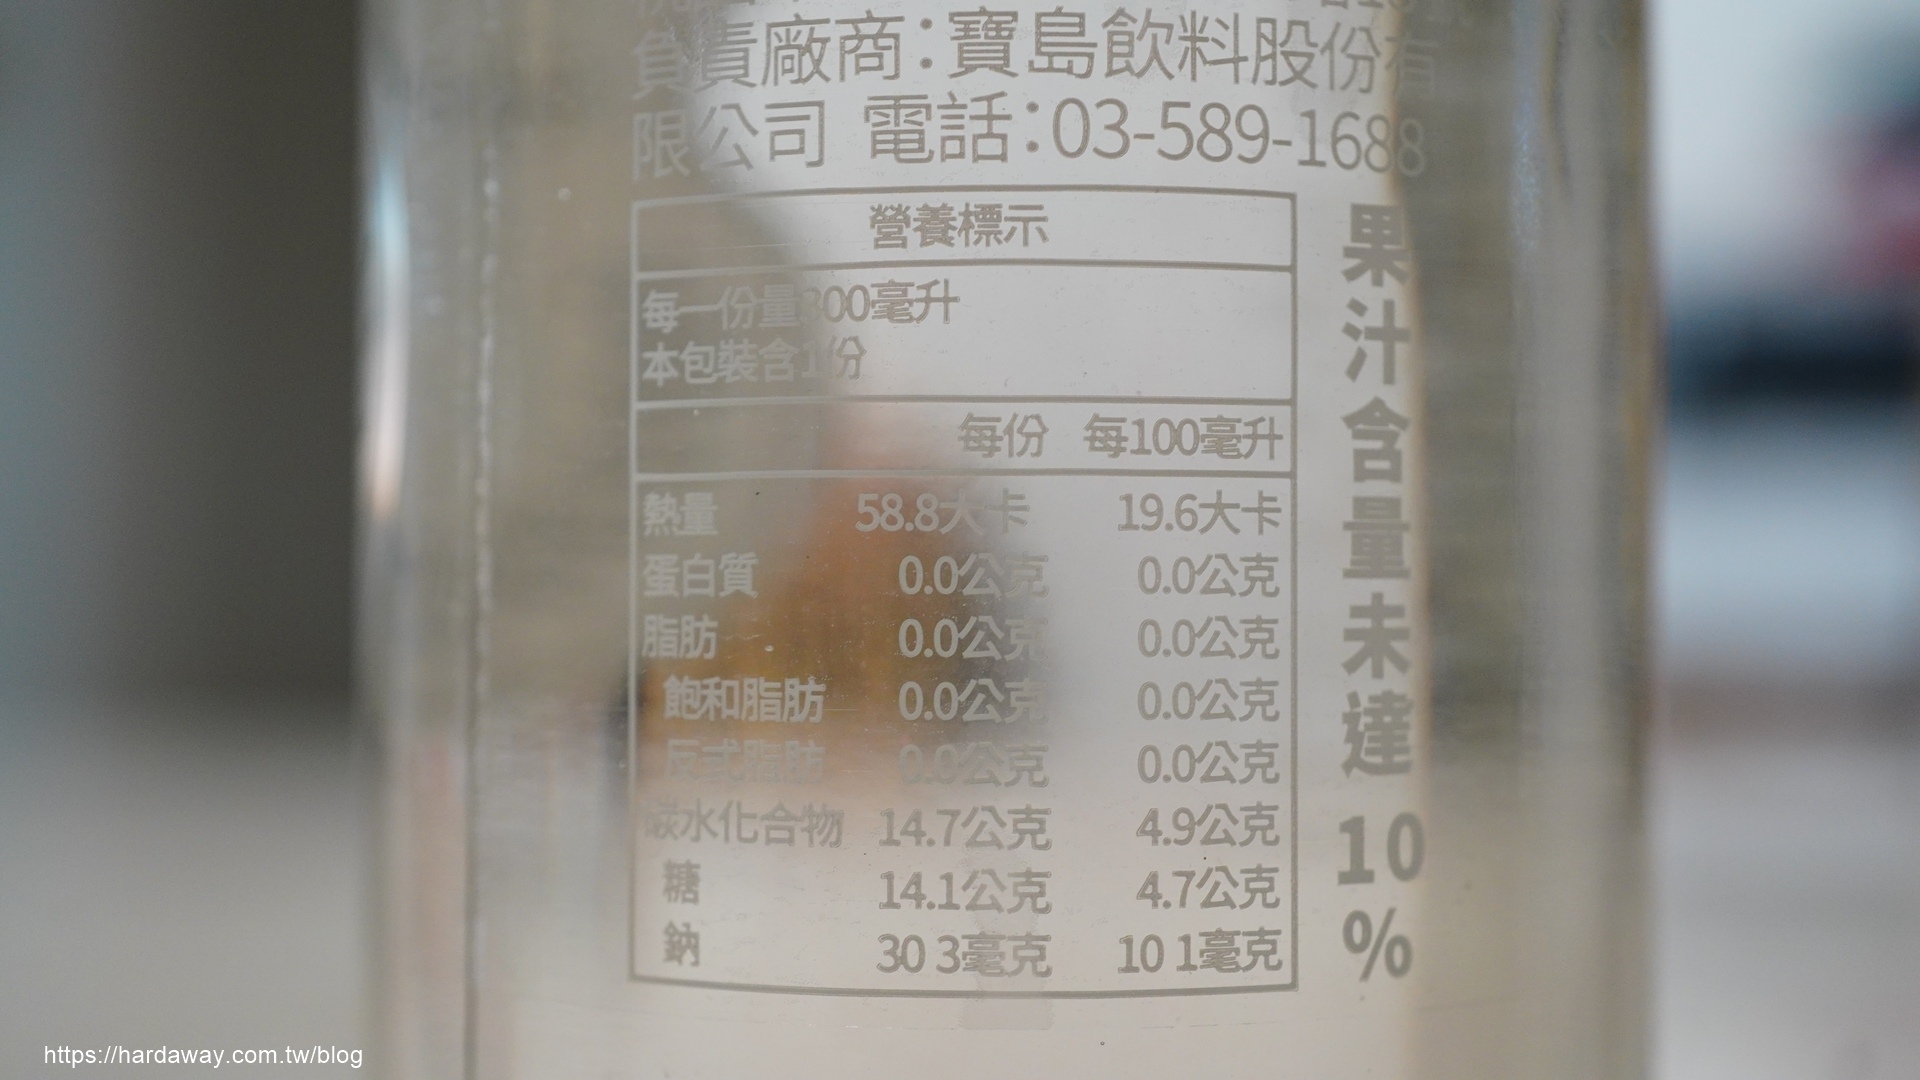 負責廠商：寶島飲料股份有
限公司 電話：03-589-1688
營養標示
每一份量300毫升
本包裝含1份
每份 每100毫升
熱量 58.8大卡 19.6大卡
蛋白質 0.0公克 0.0公克
脂肪 0.0公克 0.0公克
飽和脂肪 0.0公克 0.0公克
反式脂肪 0.0公克 0.0公克
碳水化合物 14.7公克 4.9公克
糖 14.1公克 4.7公克
鈉 30 3毫克 10 1毫克
果汁含量未達10%
https://hardaway.com.tw/blog